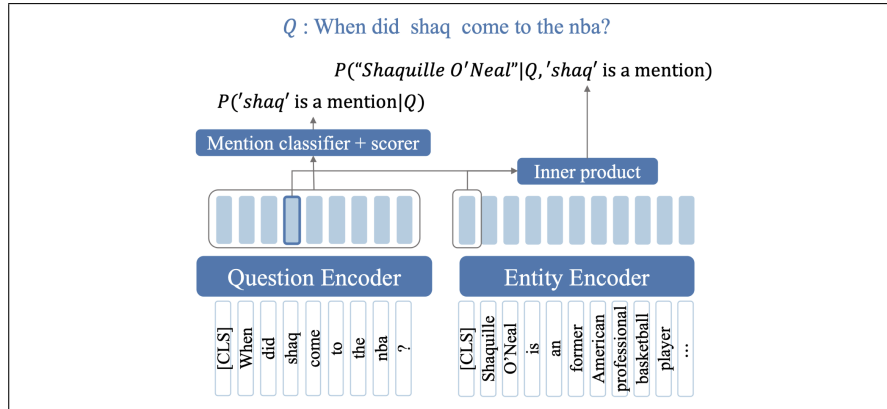 Q : When did shaq come to the nba?
P("Shaquille O'Neal"|Q, 'shaq' is a mention)
P('shaq' is a mention|Q)
Mention classifier + scorer
Inner product
Question Encoder
Entity Encoder
[CLS] When did shaq come to the nba ?
[CLS] Shaquille O'Neal is an former American professional basketball player ...